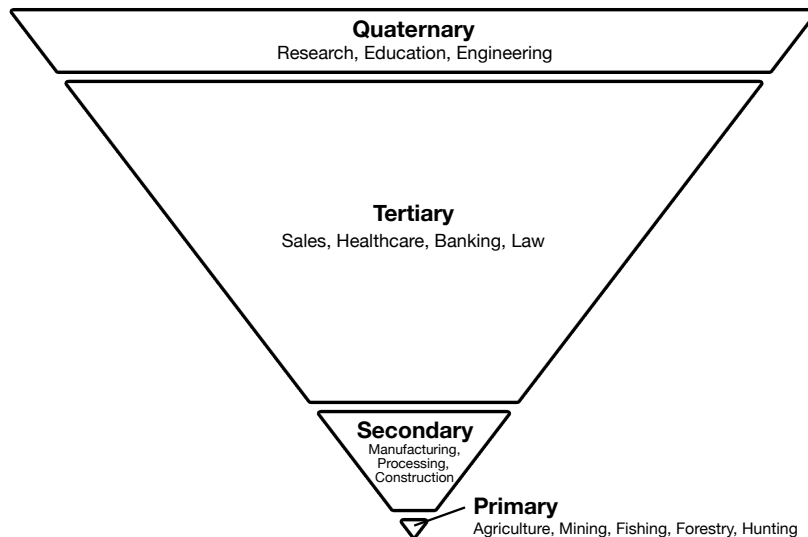 Quaternary
Research, Education, Engineering
Tertiary
Sales, Healthcare, Banking, Law
Secondary
Manufacturing,
Processing,
Construction
Primary
Agriculture, Mining, Fishing, Forestry, Hunting